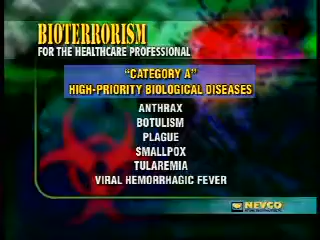 BIOTERRORISM
FOR THE HEALTHCARE PROFESSIONAL
"CATEGORY A"
HIGH-PRIORITY BIOLOGICAL DISEASES
ANTHRAX
BOTULISM
PLAGUE
SMALLPOX
TULAREMIA
VIRAL HEMORRHAGIC FEVER
NEVCO